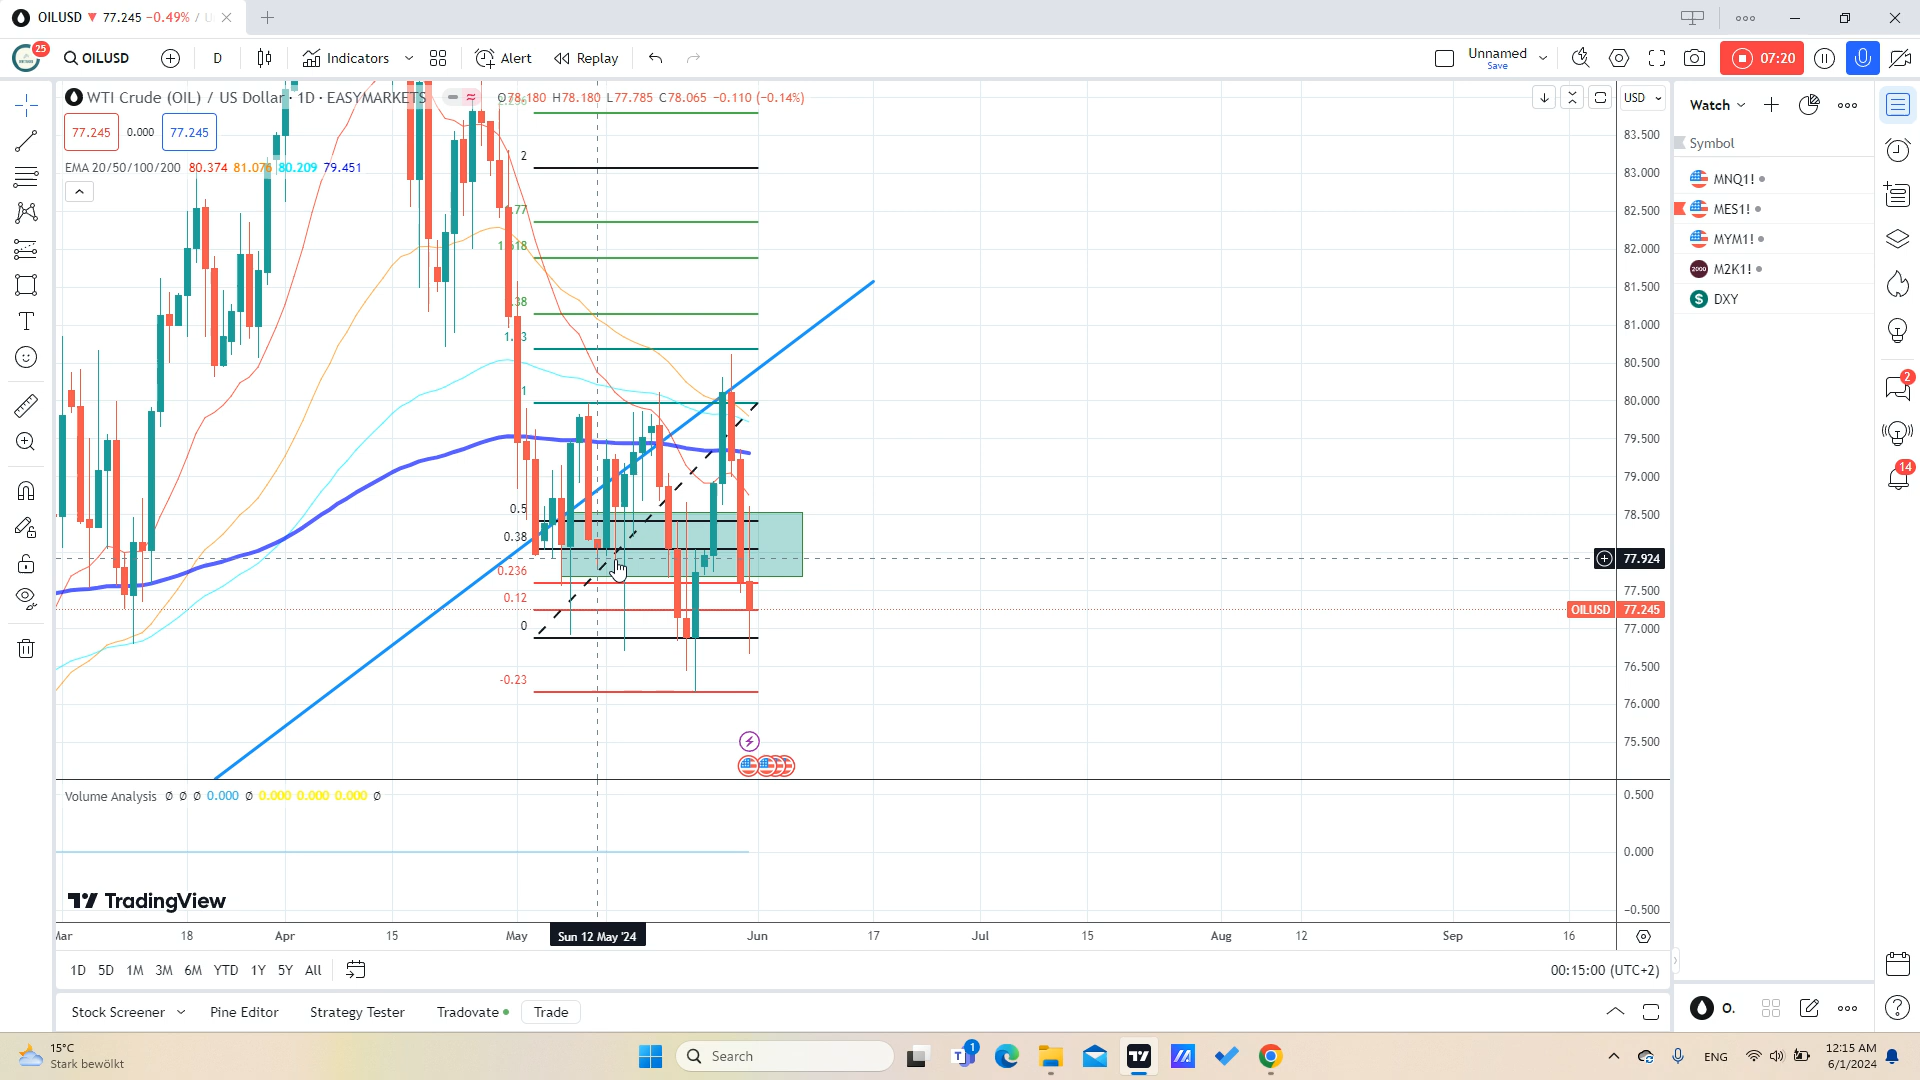 OILUSD ▼ 77.245 −0.49% / U
25
OILUSD
D
Indicators
Alert
Replay
Unnamed
Save
07:20
WTI Crude (OIL) / US Dollar · 1D · EASYMARKETS
O78.180 H78.180 L77.785 C78.065 −0.110 (−0.14%)
77.245 0.000 77.245
EMA 20/50/100/200 80.374 81.076 80.209 79.451
USD
83.500
83.000
82.500
82.000
81.500
81.000
80.500
80.000
79.500
79.000
78.500
77.924
77.500
OILUSD 77.245
77.000
76.500
76.000
75.500
2
1.618
1
0.5
0.38
0.236
0.12
0
-0.23
Volume Analysis Ø Ø Ø 0.000 Ø 0.000 0.000 0.000 Ø
0.500
0.000
−0.500
TradingView
Mar 18 Apr 15 May Sun 12 May '24 Jun 17 Jul 15 Aug 12 Sep 16
1D 5D 1M 3M 6M YTD 1Y 5Y All
00:15:00 (UTC+2)
Stock Screener Pine Editor Strategy Tester Tradovate Trade
Watch
Symbol
MNQ1!
MES1!
MYM1!
2000 M2K1!
S DXY
O.
2
14
15°C
Stark bewölkt
Search
1
ENG
12:15 AM
6/1/2024